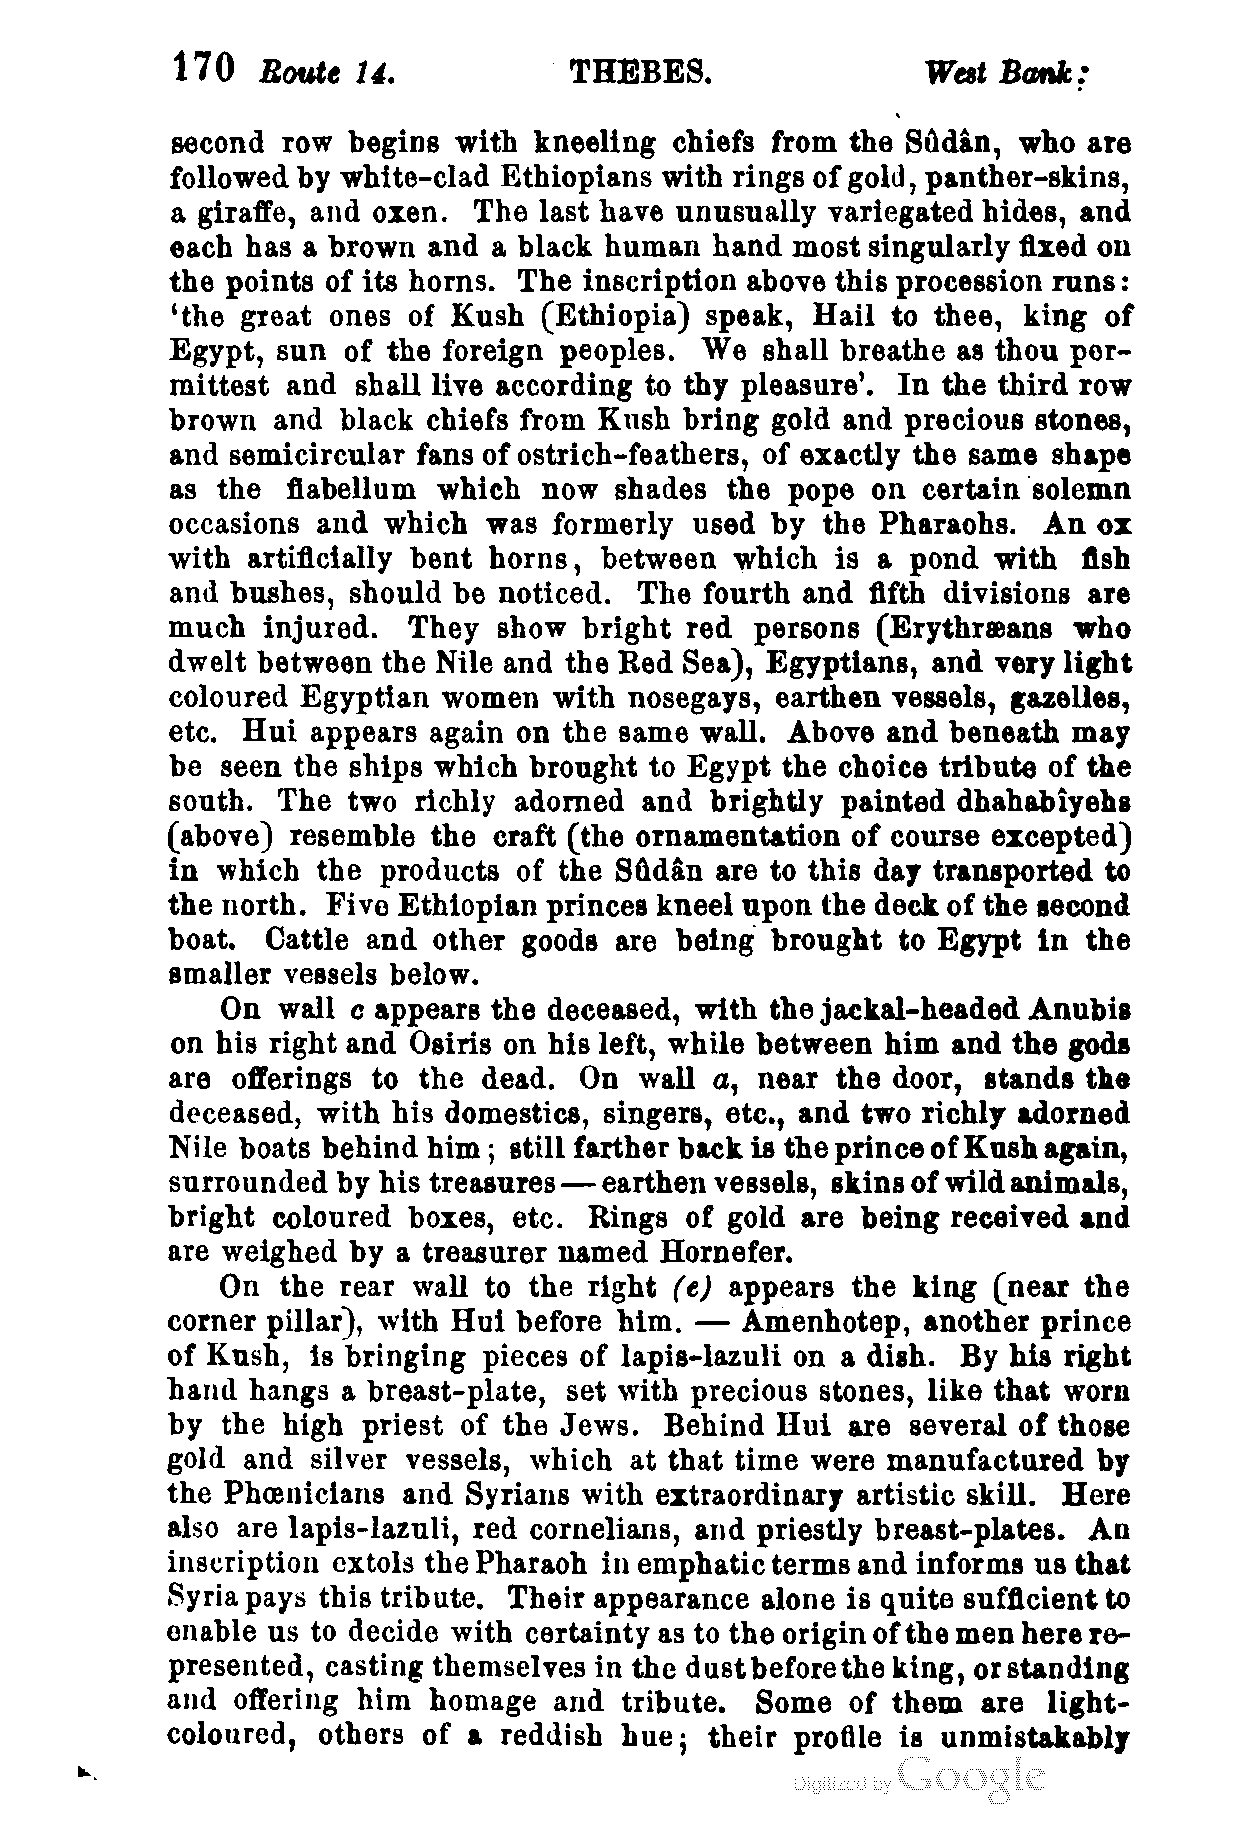 170 Route 14. THEBES. West Bank:
second row begins with kneeling chiefs from the Sûdân, who are
followed by white-clad Ethiopians with rings of gold, panther-skins,
a giraffe, and oxen. The last have unusually variegated hides, and
each has a brown and a black human hand most singularly fixed on
the points of its horns. The inscription above this procession runs:
‘the great ones of Kush (Ethiopia) speak, Hail to thee, king of
Egypt, sun of the foreign peoples. We shall breathe as thou per-
mittest and shall live according to thy pleasure’. In the third row
brown and black chiefs from Kush bring gold and precious stones,
and semicircular fans of ostrich-feathers, of exactly the same shape
as the flabellum which now shades the pope on certain solemn
occasions and which was formerly used by the Pharaohs. An ox
with artificially bent horns, between which is a pond with fish
and bushes, should be noticed. The fourth and fifth divisions are
much injured. They show bright red persons (Erythræans who
dwelt between the Nile and the Red Sea), Egyptians, and very light
coloured Egyptian women with nosegays, earthen vessels, gazelles,
etc. Hui appears again on the same wall. Above and beneath may
be seen the ships which brought to Egypt the choice tribute of the
south. The two richly adorned and brightly painted dhahabîyehs
(above) resemble the craft (the ornamentation of course excepted)
in which the products of the Sûdân are to this day transported to
the north. Five Ethiopian princes kneel upon the deck of the second
boat. Cattle and other goods are being brought to Egypt in the
smaller vessels below.
On wall c appears the deceased, with the jackal-headed Anubis
on his right and Osiris on his left, while between him and the gods
are offerings to the dead. On wall a, near the door, stands the
deceased, with his domestics, singers, etc., and two richly adorned
Nile boats behind him; still farther back is the prince of Kush again,
surrounded by his treasures — earthen vessels, skins of wild animals,
bright coloured boxes, etc. Rings of gold are being received and
are weighed by a treasurer named Hornefer.
On the rear wall to the right (e) appears the king (near the
corner pillar), with Hui before him. — Amenhotep, another prince
of Kush, is bringing pieces of lapis-lazuli on a dish. By his right
hand hangs a breast-plate, set with precious stones, like that worn
by the high priest of the Jews. Behind Hui are several of those
gold and silver vessels, which at that time were manufactured by
the Phœnicians and Syrians with extraordinary artistic skill. Here
also are lapis-lazuli, red cornelians, and priestly breast-plates. An
inscription extols the Pharaoh in emphatic terms and informs us that
Syria pays this tribute. Their appearance alone is quite sufficient to
enable us to decide with certainty as to the origin of the men here re-
presented, casting themselves in the dust before the king, or standing
and offering him homage and tribute. Some of them are light-
coloured, others of a reddish hue; their profile is unmistakably
Digitized by Google